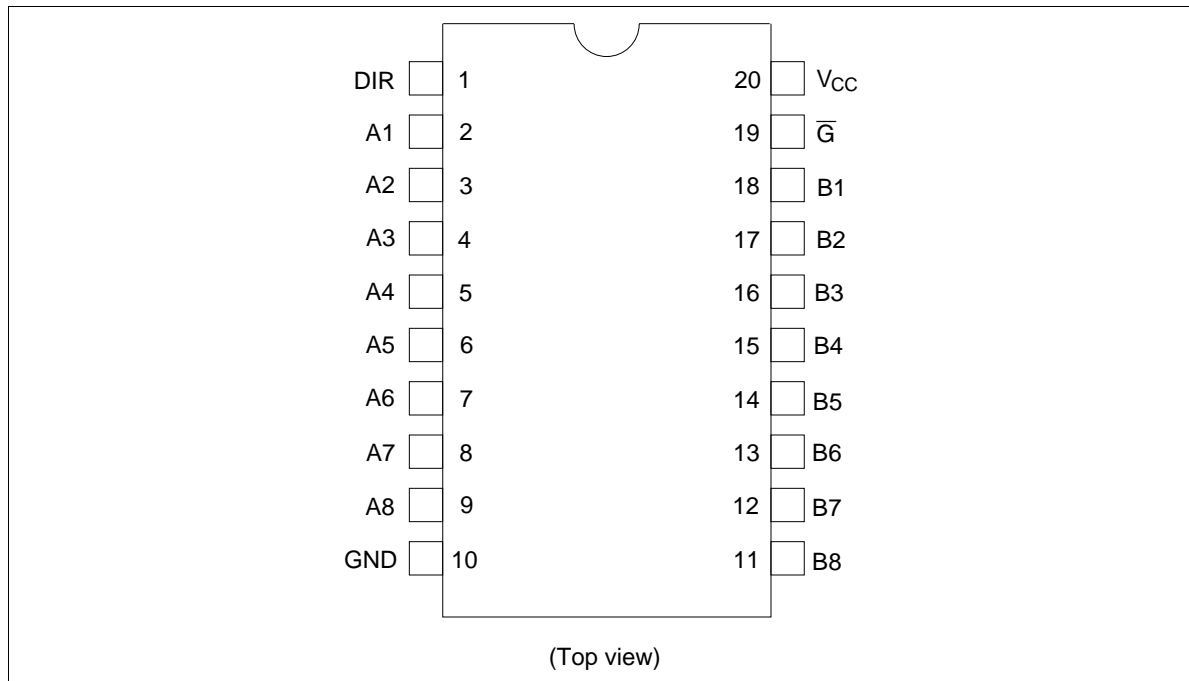 DIR 1 20 VCC
A1 2 19 G̅
A2 3 18 B1
A3 4 17 B2
A4 5 16 B3
A5 6 15 B4
A6 7 14 B5
A7 8 13 B6
A8 9 12 B7
GND 10 11 B8
(Top view)